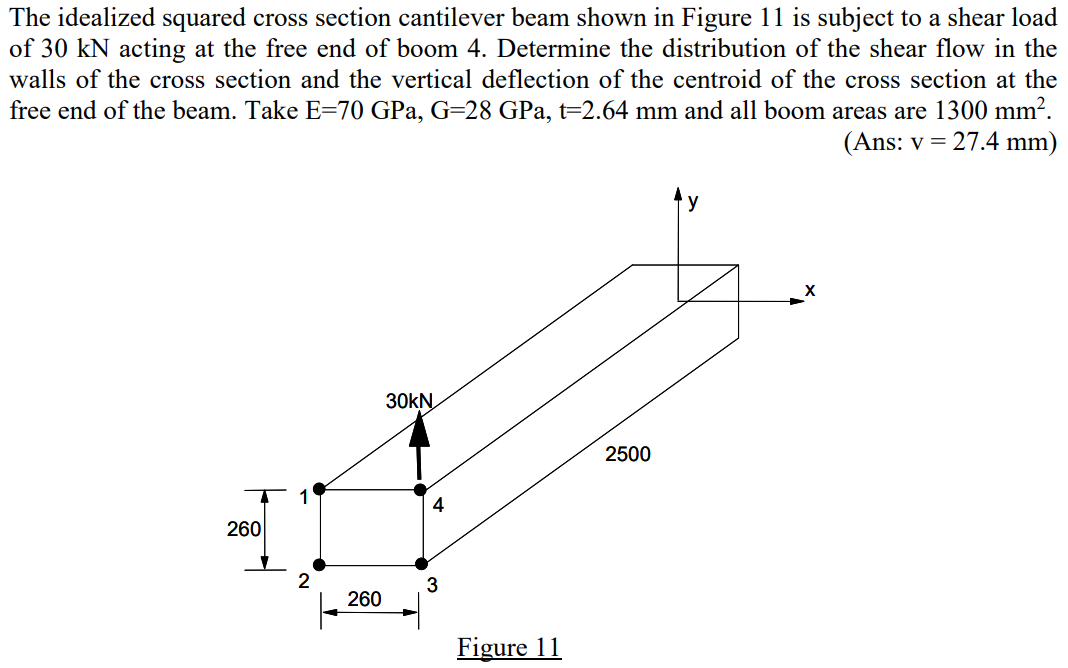 The idealized squared cross section cantilever beam shown in Figure 11 is subject to a shear load
of 30 kN acting at the free end of boom 4. Determine the distribution of the shear flow in the
walls of the cross section and the vertical deflection of the centroid of the cross section at the
free end of the beam. Take E=70 GPa, G=28 GPa, t=2.64 mm and all boom areas are 1300 mm².
(Ans: v = 27.4 mm)
y
x
30kN
2500
1
4
260
2
3
260
Figure 11